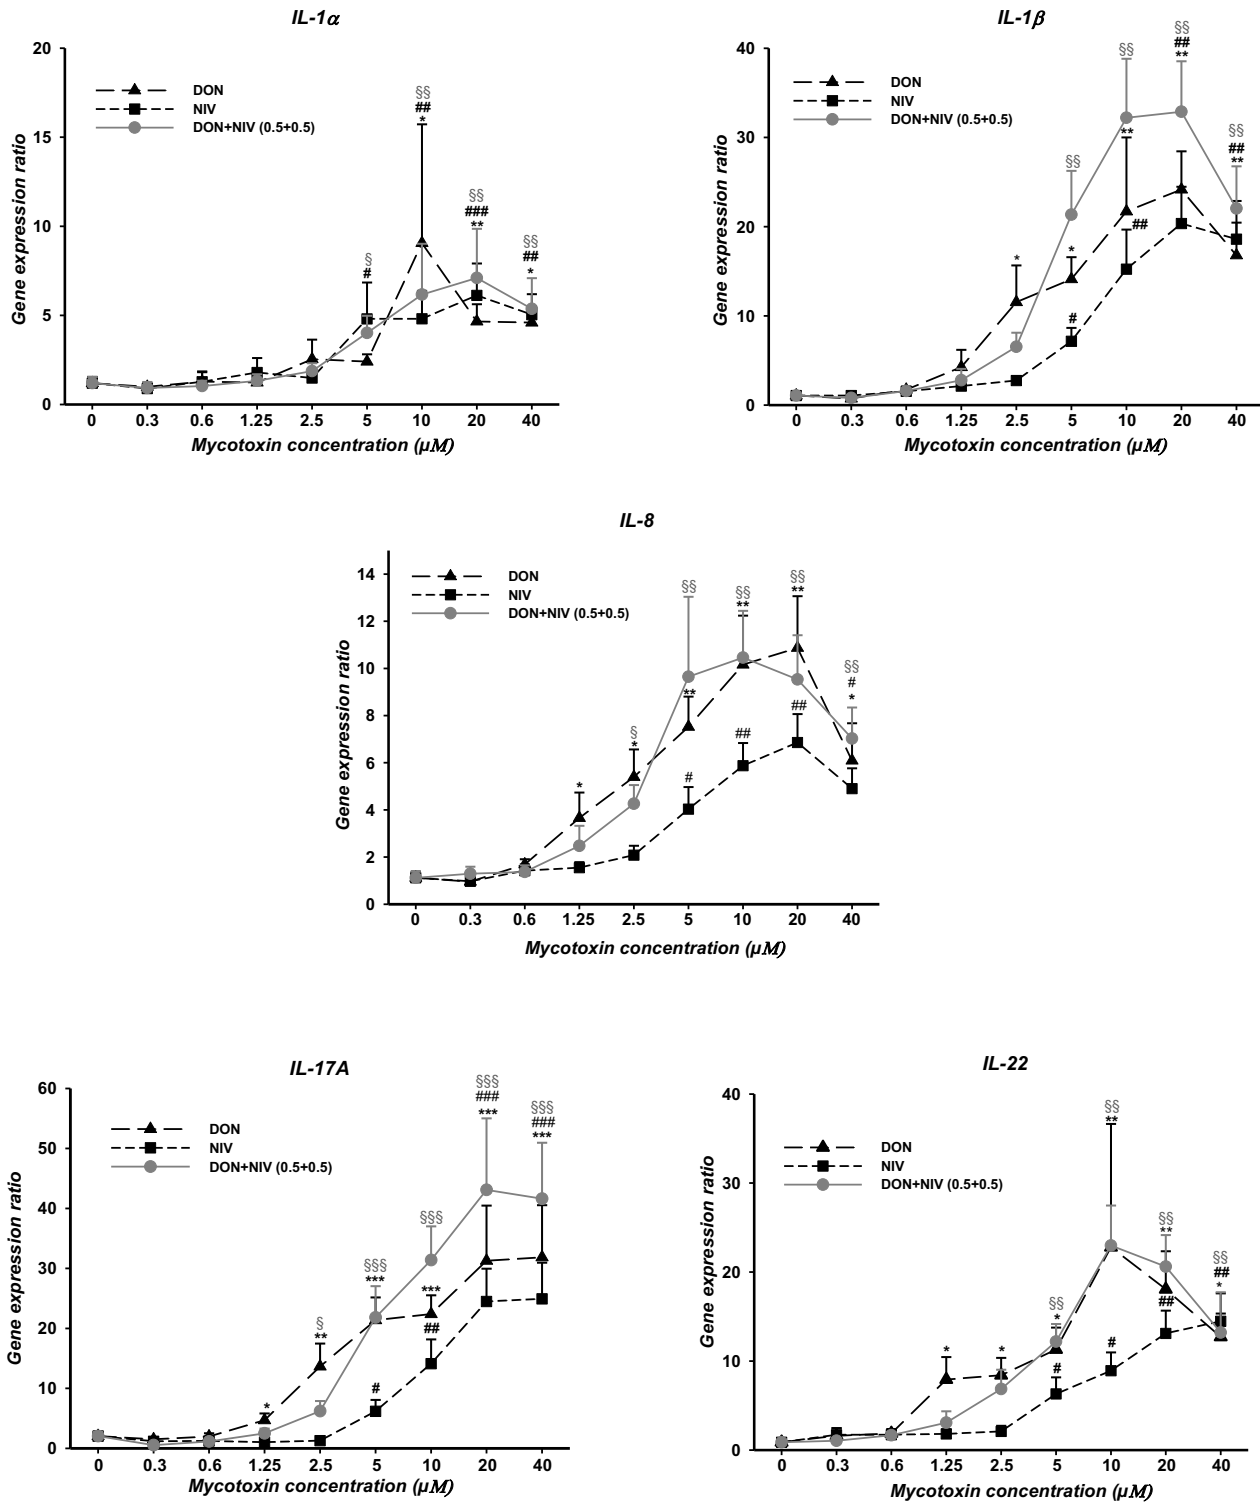 IL-1α
20
15
10
5
0
Gene expression ratio
DON
NIV
DON+NIV (0.5+0.5)
§
#
§§
##
*
§§
###
**
§§
##
*
0 0.3 0.6 1.25 2.5 5 10 20 40
Mycotoxin concentration (µM)
IL-1β
40
30
20
10
0
Gene expression ratio
DON
NIV
DON+NIV (0.5+0.5)
*
§§
*
#
§§
**
##
§§
##
**
§§
##
**
0 0.3 0.6 1.25 2.5 5 10 20 40
Mycotoxin concentration (µM)
IL-8
14
12
10
8
6
4
2
0
Gene expression ratio
DON
NIV
DON+NIV (0.5+0.5)
*
§
*
§§
**
#
§§
**
##
§§
**
##
§§
#
*
0 0.3 0.6 1.25 2.5 5 10 20 40
Mycotoxin concentration (µM)
IL-17A
60
50
40
30
20
10
0
Gene expression ratio
DON
NIV
DON+NIV (0.5+0.5)
*
§
**
§§§
***
#
§§§
***
##
§§§
###
***
§§§
###
***
0 0.3 0.6 1.25 2.5 5 10 20 40
Mycotoxin concentration (µM)
IL-22
40
30
20
10
0
Gene expression ratio
DON
NIV
DON+NIV (0.5+0.5)
*
*
§§
*
#
§§
**
#
§§
**
##
§§
##
*
0 0.3 0.6 1.25 2.5 5 10 20 40
Mycotoxin concentration (µM)